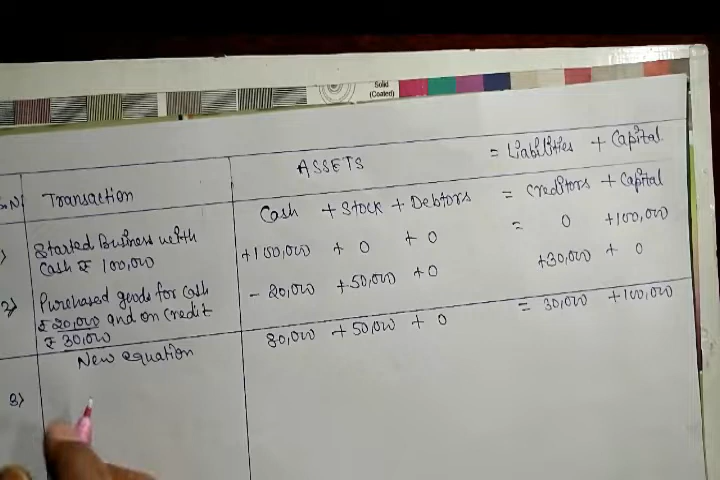 Solid
(Coated)
S.N) Transaction ASSETS = Liabilities + Capital
Cash + Stock + Debtors = Creditors + Capital
1) Started Business with
Cash ₹ 100,000 +100,000 + 0 + 0 = 0 +100,000
2) Purchased goods for cash
₹ 20,000 and on credit
₹ 30,000 - 20,000 +50,000 +0 +30,000 + 0
New equation 80,000 +50,000 + 0 = 30,000 +100,000
3)